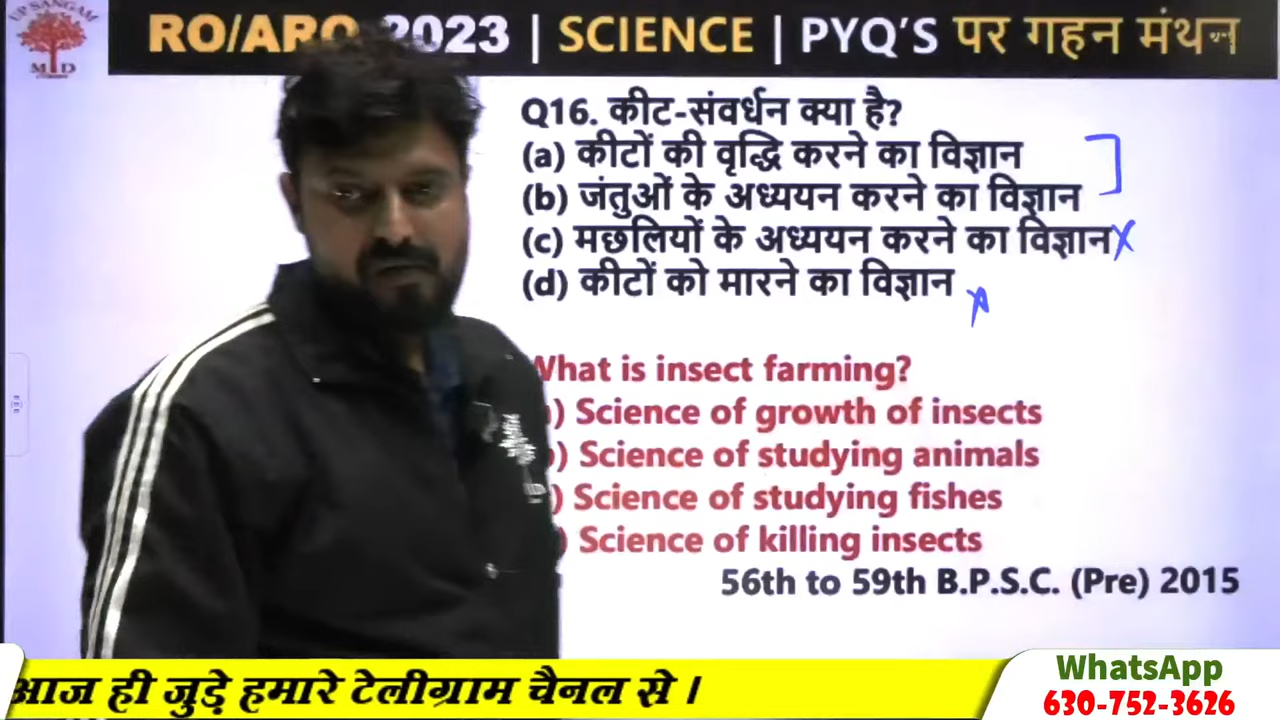 UP SANGAM
RO/ARO 2023 | SCIENCE | PYQ'S पर गहन मंथन
Q16. कीट-संवर्धन क्या है?
(a) कीटों की वृद्धि करने का विज्ञान
(b) जंतुओं के अध्ययन करने का विज्ञान
(c) मछलियों के अध्ययन करने का विज्ञान
(d) कीटों को मारने का विज्ञान
What is insect farming?
) Science of growth of insects
) Science of studying animals
) Science of studying fishes
) Science of killing insects
56th to 59th B.P.S.C. (Pre) 2015
आज ही जुड़े हमारे टेलीग्राम चैनल से ।
WhatsApp
630-752-3626